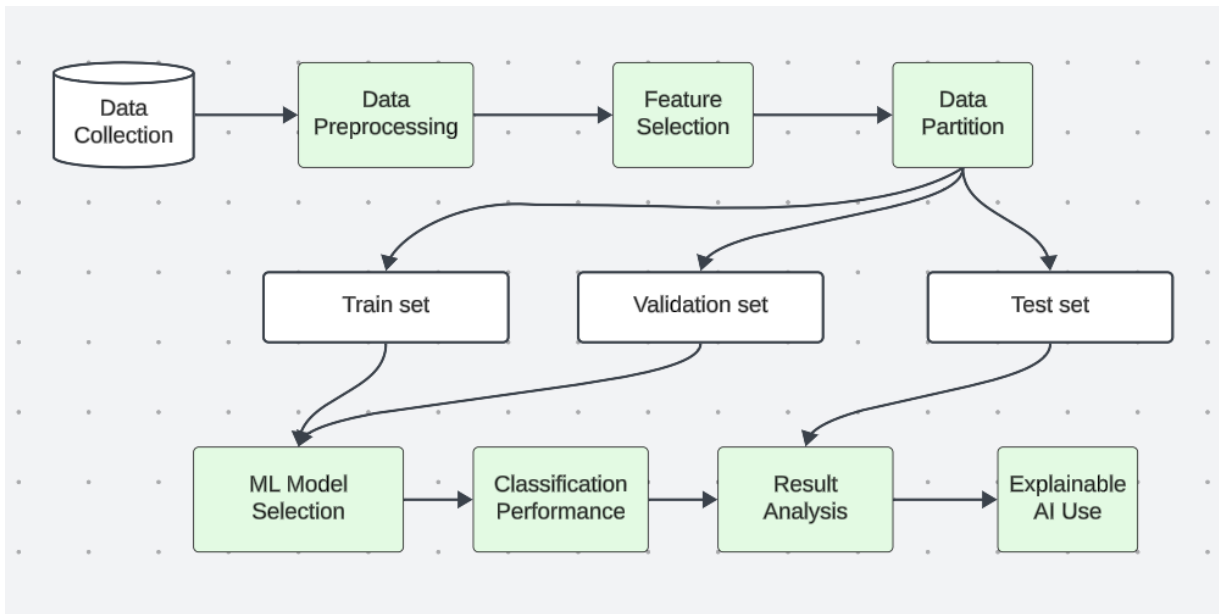 Data
Collection
Data
Preprocessing
Feature
Selection
Data
Partition
Train set
Validation set
Test set
ML Model
Selection
Classification
Performance
Result
Analysis
Explainable
AI Use